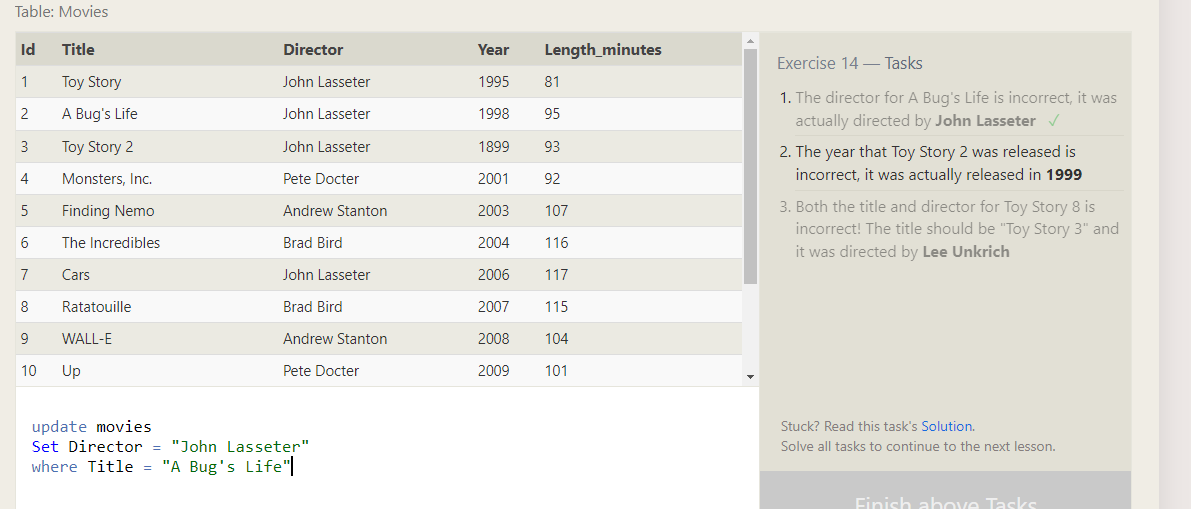 Table: Movies
Id Title Director Year Length_minutes
1 Toy Story John Lasseter 1995 81
2 A Bug's Life John Lasseter 1998 95
3 Toy Story 2 John Lasseter 1899 93
4 Monsters, Inc. Pete Docter 2001 92
5 Finding Nemo Andrew Stanton 2003 107
6 The Incredibles Brad Bird 2004 116
7 Cars John Lasseter 2006 117
8 Ratatouille Brad Bird 2007 115
9 WALL-E Andrew Stanton 2008 104
10 Up Pete Docter 2009 101
update movies
Set Director = "John Lasseter"
where Title = "A Bug's Life"
Exercise 14 — Tasks
1. The director for A Bug's Life is incorrect, it was
actually directed by John Lasseter ✓
2. The year that Toy Story 2 was released is
incorrect, it was actually released in 1999
3. Both the title and director for Toy Story 8 is
incorrect! The title should be "Toy Story 3" and
it was directed by Lee Unkrich
Stuck? Read this task's Solution.
Solve all tasks to continue to the next lesson.
Finish above Tasks